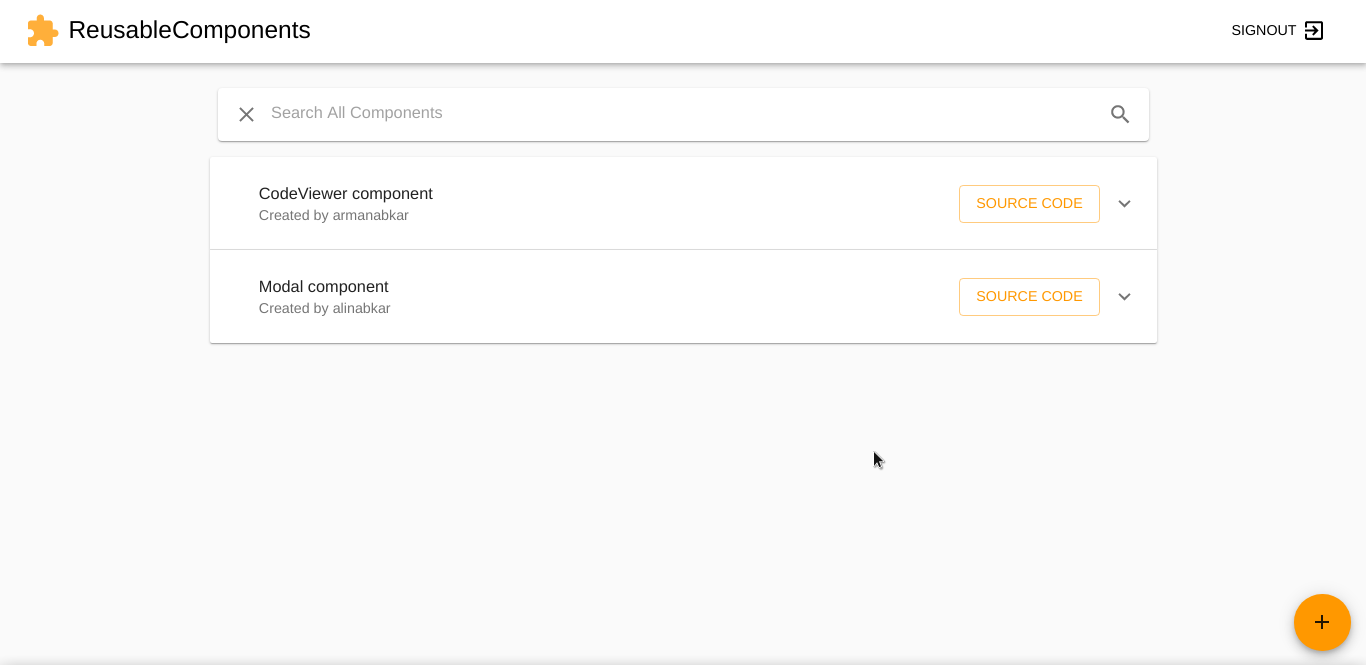 ReusableComponents
SIGNOUT
Search All Components
CodeViewer component
Created by armanabkar
SOURCE CODE
Modal component
Created by alinabkar
SOURCE CODE